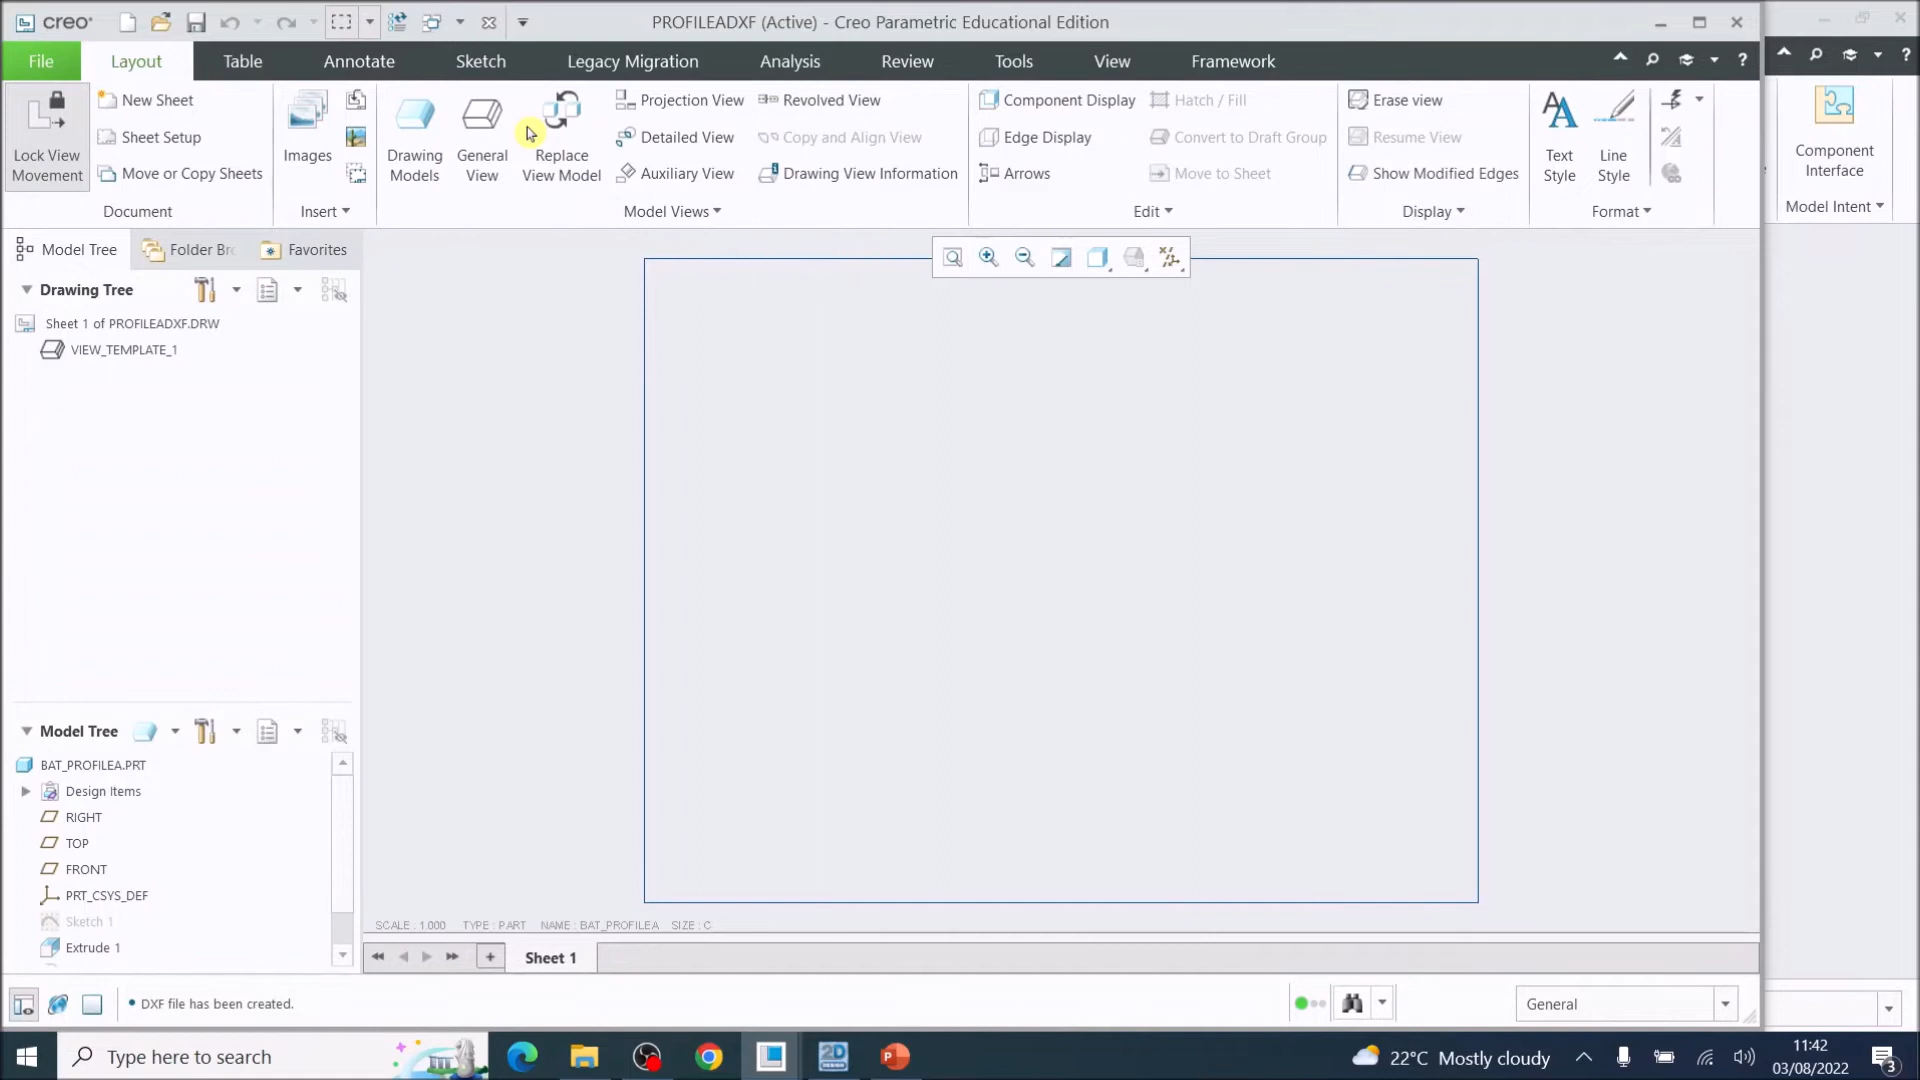 creo
PROFILEADXF (Active) - Creo Parametric Educational Edition
File
Layout
Table
Annotate
Sketch
Legacy Migration
Analysis
Review
Tools
View
Framework
Lock View
Movement
New Sheet
Sheet Setup
Move or Copy Sheets
Document
Images
Insert
Drawing
Models
General
View
Replace
View Model
Projection View
Detailed View
Auxiliary View
Revolved View
Copy and Align View
Drawing View Information
Model Views
Component Display
Edge Display
Arrows
Hatch / Fill
Convert to Draft Group
Move to Sheet
Edit
Erase view
Resume View
Show Modified Edges
Display
Text
Style
Line
Style
Format
Component
Interface
Model Intent
Model Tree
Folder Br
Favorites
Drawing Tree
Sheet 1 of PROFILEADXF.DRW
VIEW_TEMPLATE_1
Model Tree
BAT_PROFILEA.PRT
Design Items
RIGHT
TOP
FRONT
PRT_CSYS_DEF
Sketch 1
Extrude 1
SCALE : 1.000 TYPE : PART NAME : BAT_PROFILEA SIZE : C
Sheet 1
• DXF file has been created.
General
Type here to search
2D
P
22°C Mostly cloudy
11:42
03/08/2022
3